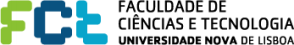 fct
FACULDADE DE
CIÊNCIAS E TECNOLOGIA
UNIVERSIDADE NOVA DE LISBOA